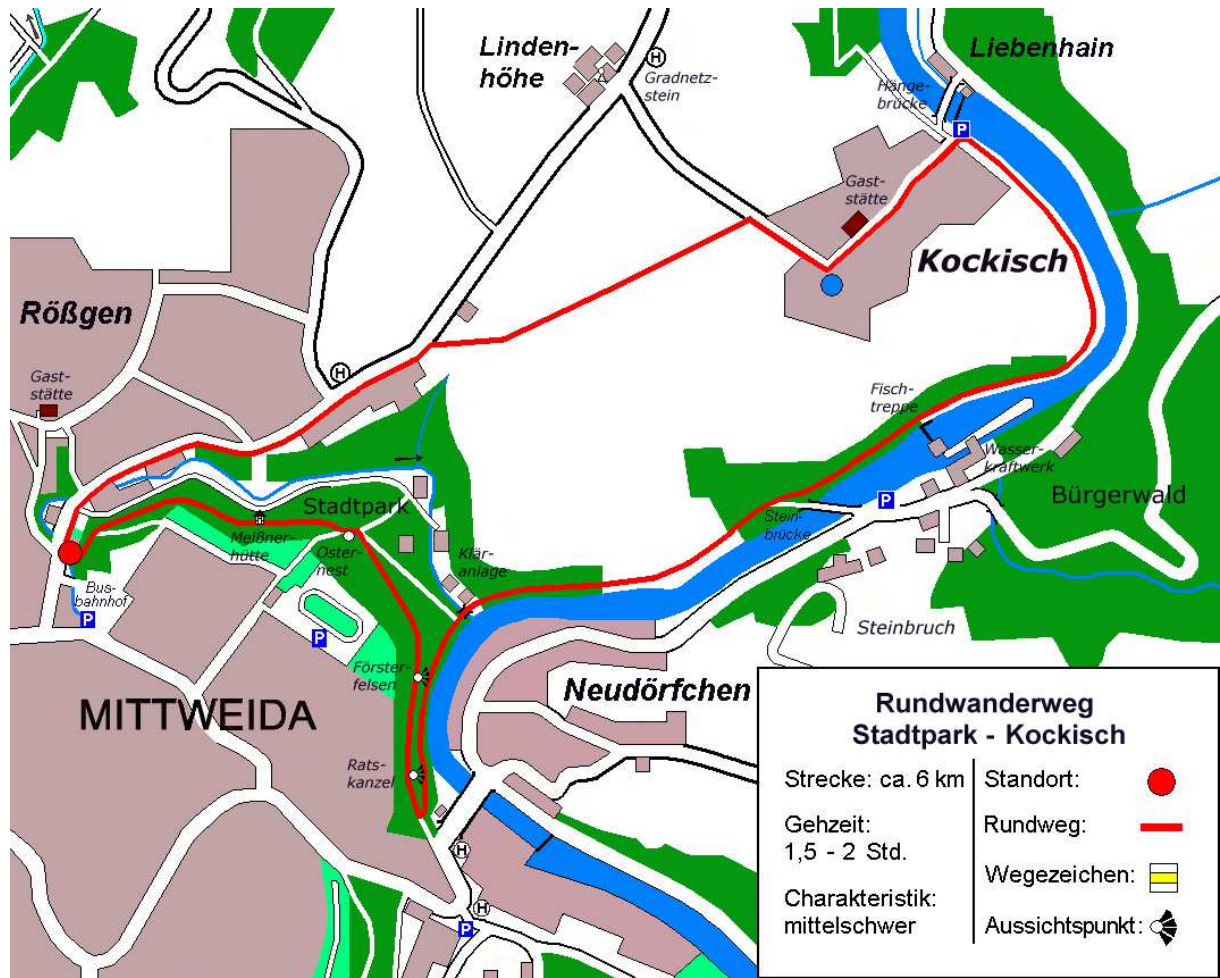 Linden-
höhe
H
Gradnetz-
stein
Liebenhain
Hänge-
brücke
P
Gast-
stätte
Kockisch
Rößgen
H
Gast-
stätte
Fisch-
treppe
Wasser-
kraftwerk
P
Bürgerwald
Stadtpark
Meißner-
hütte
Oster-
nest
Klär-
anlage
Stein-
brücke
Bus-
bahnhof
P
P
Steinbruch
Förster-
felsen
Neudörfchen
MITTWEIDA
Rats-
kanzel
H
H
P
Rundwanderweg
Stadtpark - Kockisch
Strecke: ca. 6 km
Gehzeit:
1,5 - 2 Std.
Charakteristik:
mittelschwer
Standort:
Rundweg:
Wegezeichen:
Aussichtspunkt: